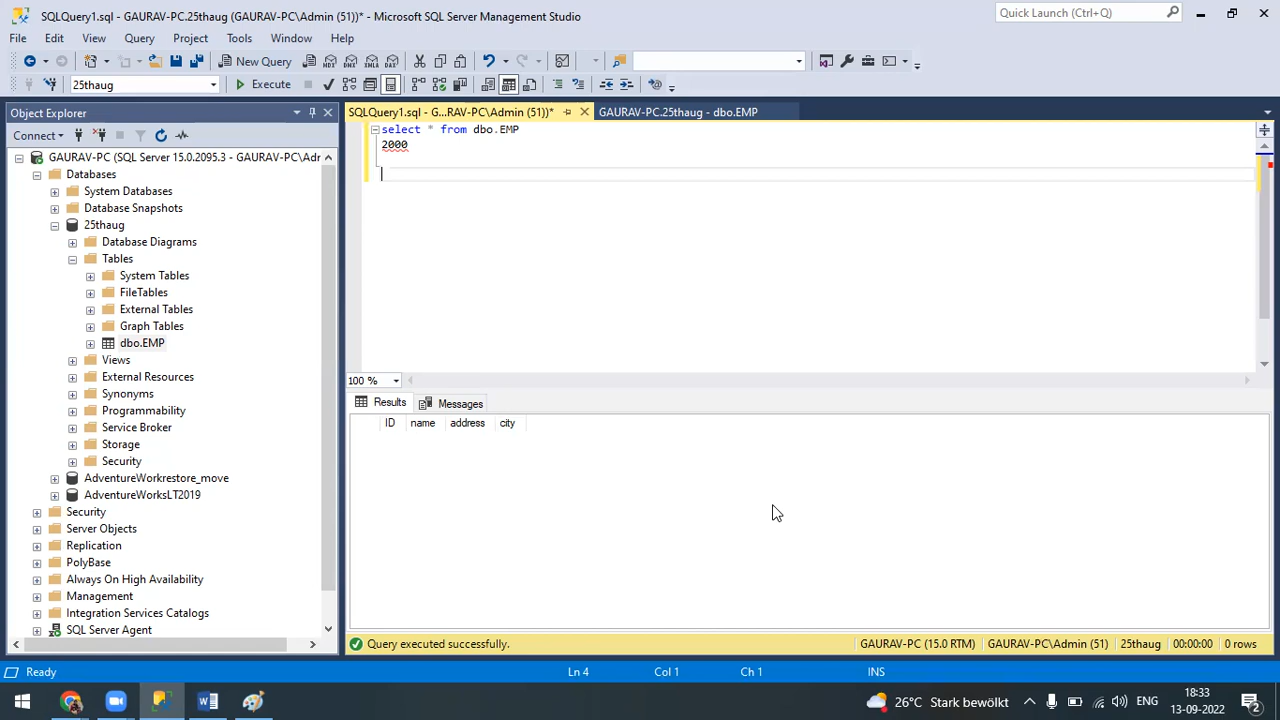 SQLQuery1.sql - GAURAV-PC.25thaug (GAURAV-PC\Admin (51))* - Microsoft SQL Server Management Studio
Quick Launch (Ctrl+Q)
File Edit View Query Project Tools Window Help
New Query MDX DMX XMLA DAX
25thaug Execute
Object Explorer
SQLQuery1.sql - G...RAV-PC\Admin (51))* GAURAV-PC.25thaug - dbo.EMP
Connect
GAURAV-PC (SQL Server 15.0.2095.3 - GAURAV-PC\Adr
Databases
System Databases
Database Snapshots
25thaug
Database Diagrams
Tables
System Tables
FileTables
External Tables
Graph Tables
dbo.EMP
Views
External Resources
Synonyms
Programmability
Service Broker
Storage
Security
AdventureWorkrestore_move
AdventureWorksLT2019
Security
Server Objects
Replication
PolyBase
Always On High Availability
Management
Integration Services Catalogs
SQL Server Agent
select * from dbo.EMP
2000
100 %
Results Messages
ID name address city
Query executed successfully. GAURAV-PC (15.0 RTM) GAURAV-PC\Admin (51) 25thaug 00:00:00 0 rows
Ready Ln 4 Col 1 Ch 1 INS
26°C Stark bewölkt ENG 18:33
13-09-2022
2